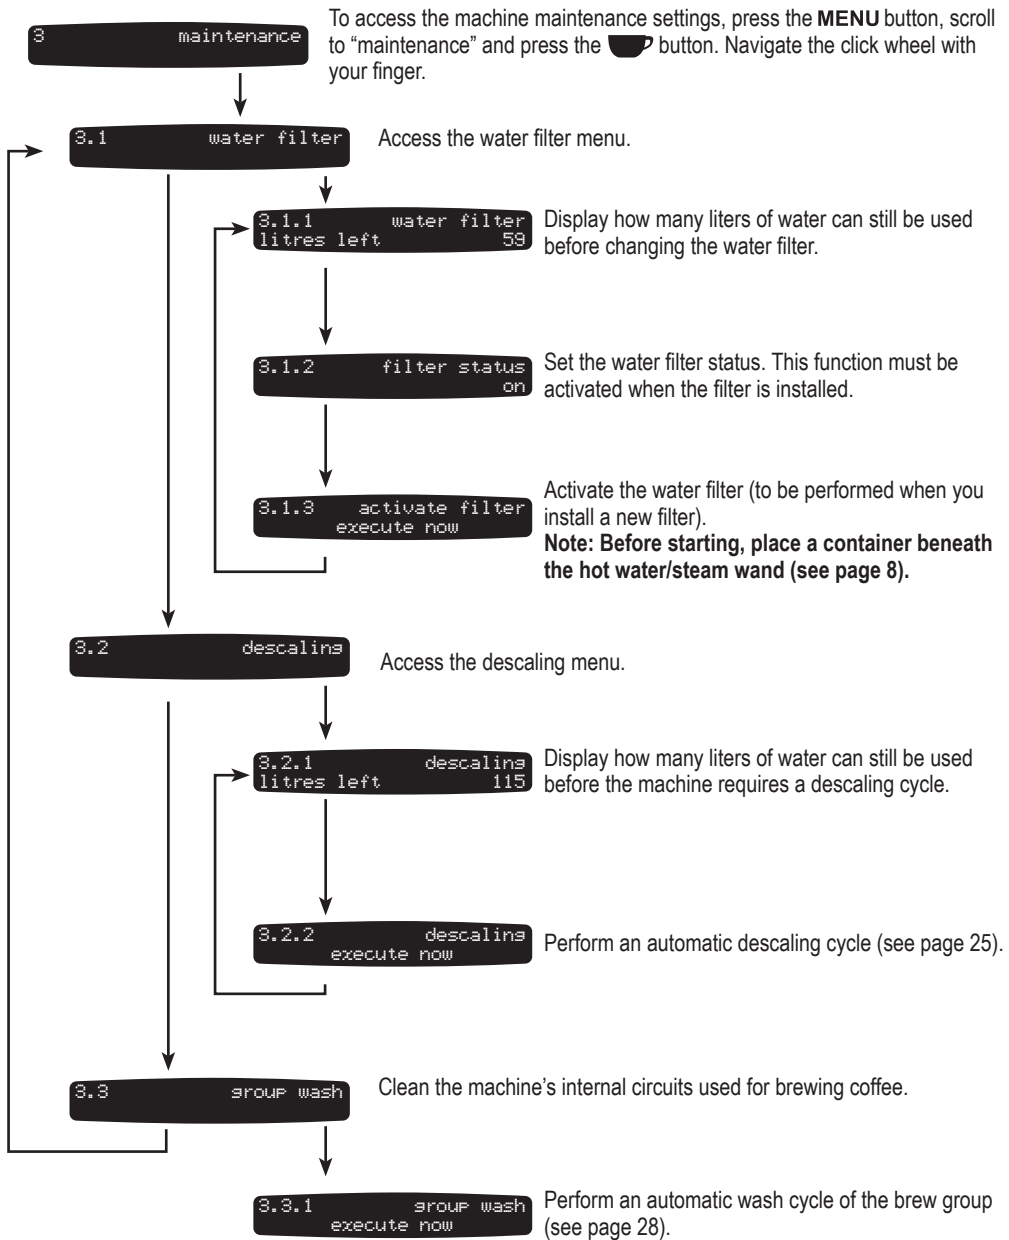 To access the machine maintenance settings, press the MENU button, scroll
to “maintenance” and press the button. Navigate the click wheel with
your finger.
3 maintenance
3.1 water filter
Access the water filter menu.
3.1.1 water filter
litres left 59
Display how many liters of water can still be used
before changing the water filter.
3.1.2 filter status
on
Set the water filter status. This function must be
activated when the filter is installed.
3.1.3 activate filter
execute now
Activate the water filter (to be performed when you
install a new filter).
Note: Before starting, place a container beneath
the hot water/steam wand (see page 8).
3.2 descaling
Access the descaling menu.
3.2.1 descaling
litres left 115
Display how many liters of water can still be used
before the machine requires a descaling cycle.
3.2.2 descaling
execute now
Perform an automatic descaling cycle (see page 25).
3.3 group wash
Clean the machine’s internal circuits used for brewing coffee.
3.3.1 group wash
execute now
Perform an automatic wash cycle of the brew group
(see page 28).